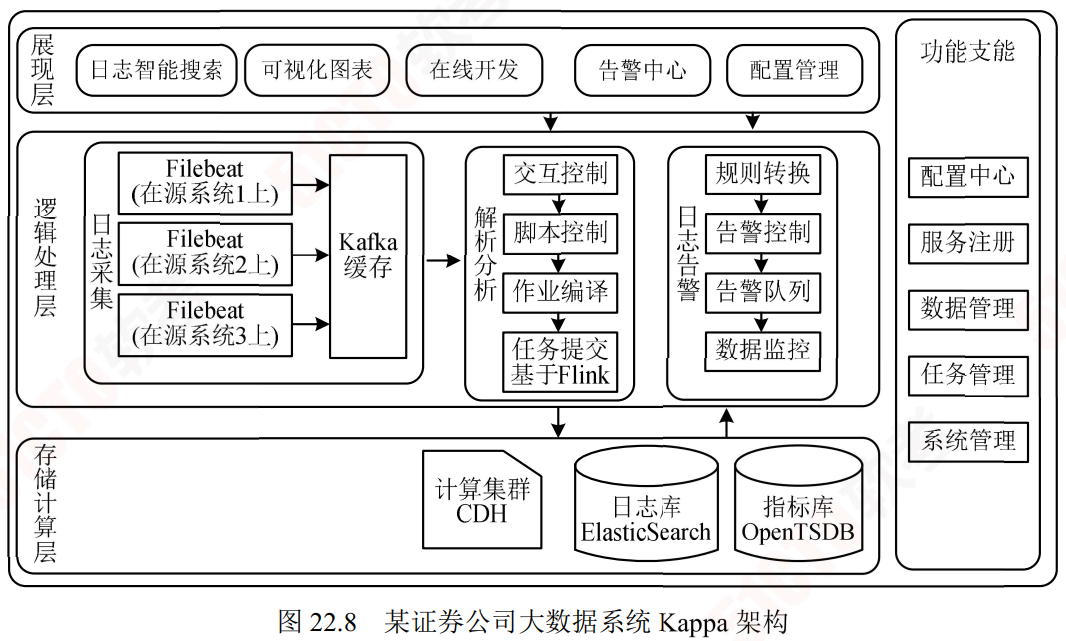 展现层
日志智能搜索
可视化图表
在线开发
告警中心
配置管理
功能支能
配置中心
服务注册
数据管理
任务管理
系统管理
逻辑处理层
日志采集
Filebeat
(在源系统1上)
Filebeat
(在源系统2上)
Filebeat
(在源系统3上)
Kafka
缓存
解析分析
交互控制
脚本控制
作业编译
任务提交
基于Flink
日志告警
规则转换
告警控制
告警队列
数据监控
存储计算层
计算集群
CDH
日志库
ElasticSearch
指标库
OpenTSDB
图 22.8 某证券公司大数据系统 Kappa 架构